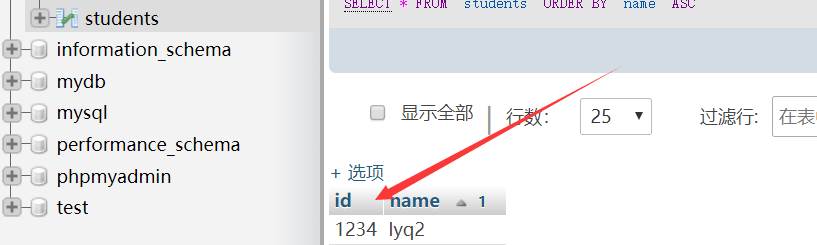 students
information_schema
mydb
mysql
performance_schema
phpmyadmin
test
SELECT * FROM students ORDER BY name ASC
显示全部 行数: 25 过滤行: 在表
+ 选项
id name 1
1234 lyq2